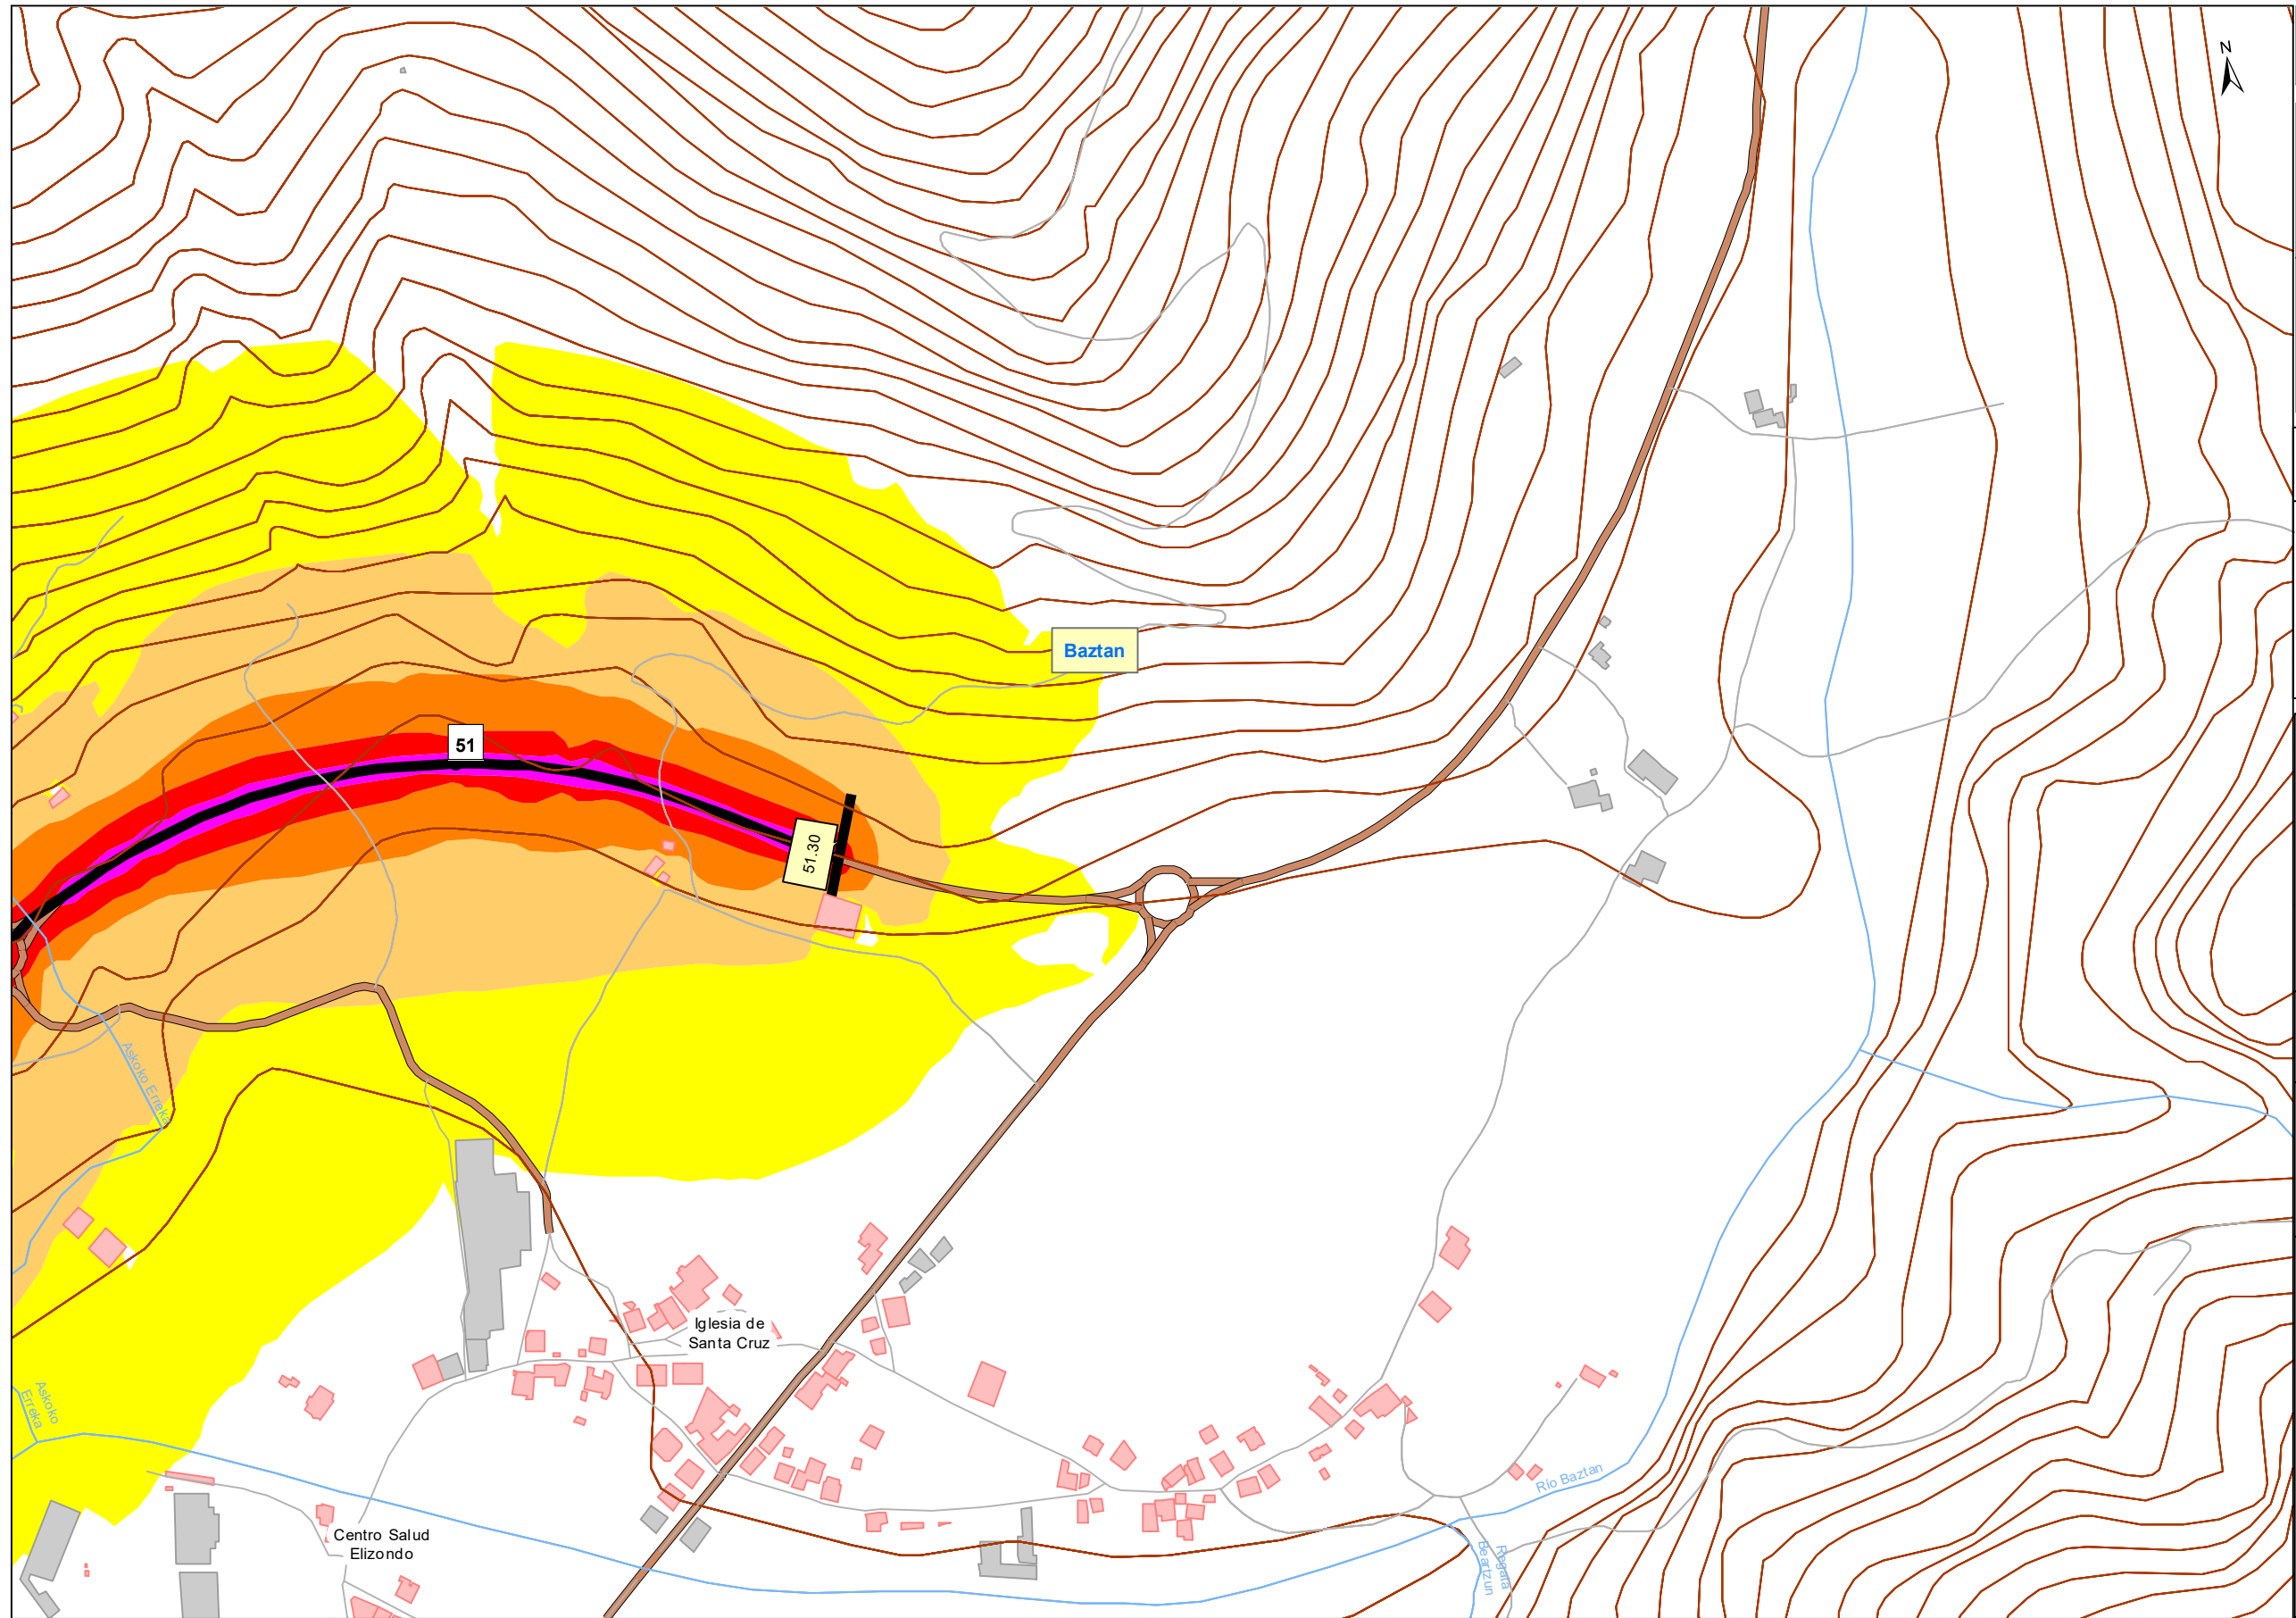 N
Baztan
51
51.30
Askoko Erreka
Iglesia de
Santa Cruz
Askoko
Erreka
Río Baztan
Centro Salud
Elizondo
Regata
Beartzun